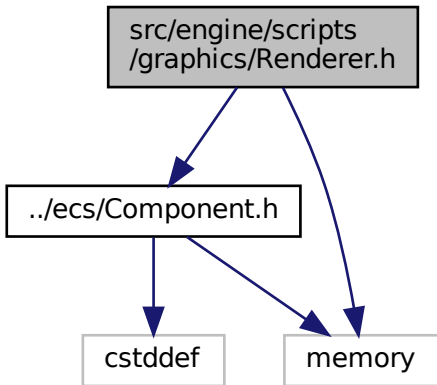 src/engine/scripts
/graphics/Renderer.h
../ecs/Component.h
cstddef
memory